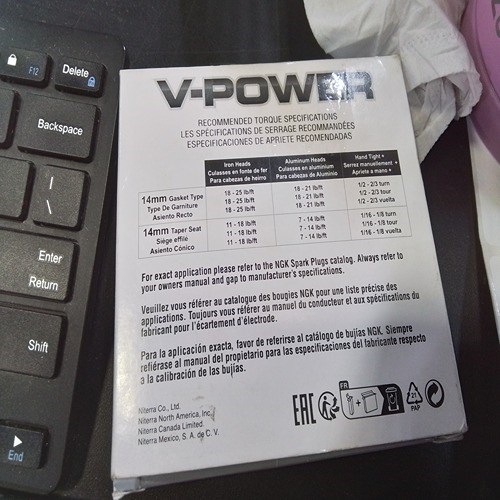 F12
Delete
Backspace
\
Enter
Return
Shift
End
V-POWER
RECOMMENDED TORQUE SPECIFICATIONS
LES SPÉCIFICATIONS DE SERRAGE RECOMMANDÉES
ESPECIFICACIONES DE APRIETE RECOMENDADAS
Iron Heads
Culasses en fonte de fer
Para cabezas de heirro
Aluminum Heads
Culasses en aluminium
Para cabezas de Aluminio
Hand Tight +
Serrez manuellement +
Apriete a mano +
14mm Gasket Type
Type De Garniture
Asiento Recto
18 - 25 lb/ft
18 - 25 lb/ft
18 - 25 lb/ft
18 - 21 lb/ft
18 - 21 lb/ft
18 - 21 lb/ft
1/2 - 2/3 turn
1/2 - 2/3 tour
1/2 - 2/3 vuelta
14mm Taper Seat
Siège effilé
Asiento Cónico
11 - 18 lb/ft
11 - 18 lb/ft
11 - 18 lb/ft
7 - 14 lb/ft
7 - 14 lb/ft
7 - 14 lb/ft
1/16 - 1/8 turn
1/16 - 1/8 tour
1/16 - 1/8 vuelta
For exact application please refer to the NGK Spark Plugs catalog. Always refer to
your owners manual and gap to manufacturer's specifications.
Veuillez vous référer au catalogue des bougies NGK pour une liste précise des
applications. Toujours vous référer au manuel du conducteur et aux spécifications du
fabricant pour l'écartement d'électrode.
Para la aplicación exacta, favor de referirse al catálogo de bujías NGK. Siempre
refiérase al manual del propietario para las especificaciones del fabricante respecto
a la calibración de las bujías.
Niterra Co., Ltd.
Niterra North America, Inc.
Niterra Canada Limited
Niterra Mexico, S. A. de C. V.
EAC
FR
+
21
PAP